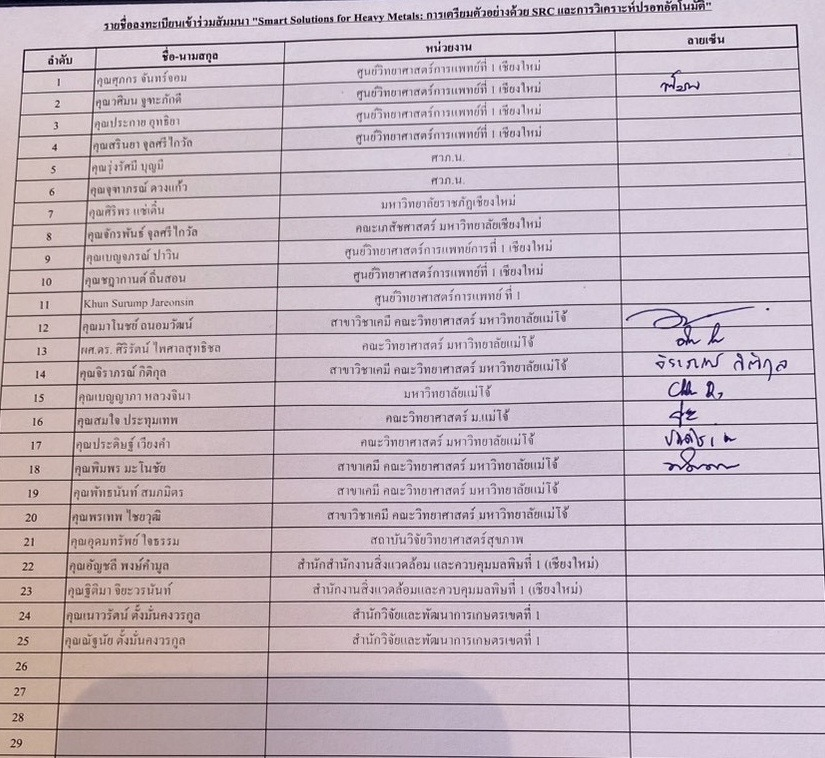 รายชื่อลงทะเบียนเข้าร่วมสัมมนา "Smart Solutions for Heavy Metals: การเตรียมตัวอย่างด้วย SRC และการวิเคราะห์ปรอทอัตโนมัติ"
ลำดับ ชื่อ-นามสกุล หน่วยงาน ลายเซ็น
1 คุณศุภกร จันทร์จอม ศูนย์วิทยาศาสตร์การแพทย์ที่ 1 เชียงใหม่
2 คุณวศิมน ฐูทะภักดี ศูนย์วิทยาศาสตร์การแพทย์ที่ 1 เชียงใหม่
3 คุณประกาย ฤทธิยา ศูนย์วิทยาศาสตร์การแพทย์ที่ 1 เชียงใหม่
4 คุณสรินยา จุลศรีไกวัล ศูนย์วิทยาศาสตร์การแพทย์ที่ 1 เชียงใหม่
5 คุณรุ่งรัศมี บุญมี ศวภ.น.
6 คุณจุฑาภรณ์ ดวงแก้ว ศวภ.น.
7 คุณศิริพร แซ่เติ๋น มหาวิทยาลัยราชภัฏเชียงใหม่
8 คุณจักรพันธ์ จุลศรีไกวัล คณะเภสัชศาสตร์ มหาวิทยาลัยเชียงใหม่
9 คุณเบญจภรณ์ ปาวิน ศูนย์วิทยาศาสตร์การแพทย์การที่ 1 เชียงใหม่
10 คุณชฎากานต์ ถิ่นสอน ศูนย์วิทยาศาสตร์การแพทย์ที่ 1 เชียงใหม่
11 Khun Surump Jareonsin ศูนย์วิทยาศาสตร์การแพทย์ ที่ 1
12 คุณมาโนชย์ ถนอมวัฒน์ สาขาวิชาเคมี คณะวิทยาศาสตร์ มหาวิทยาลัยแม่โจ้
13 ผศ.ดร. ศิริรัตน์ ไพศาลสุทธิชล คณะวิทยาศาสตร์ มหาวิทยาลัยแม่โจ้
14 คุณจิราภรณ์ กิติกุล สาขาวิชาเคมี คณะวิทยาศาสตร์ มหาวิทยาลัยแม่โจ้ จิราภรณ์ กิติกุล
15 คุณเบญญาภา หลวงจินา มหาวิทยาลัยแม่โจ้
16 คุณสมใจ ประทุมเทพ คณะวิทยาศาสตร์ ม.แม่โจ้
17 คุณประดิษฐ์ เวียงคำ คณะวิทยาศาสตร์ มหาวิทยาลัยแม่โจ้
18 คุณพิมพร มะโนชัย สาขาเคมี คณะวิทยาศาสตร์ มหาวิทยาลัยแม่โจ้
19 คุณพัทธนันท์ สมภมิตร สาขาเคมี คณะวิทยาศาสตร์ มหาวิทยาลัยแม่โจ้
20 คุณพรเทพ ไชยวุฒิ สาขาวิชาเคมี คณะวิทยาศาสตร์ มหาวิทยาลัยแม่โจ้
21 คุณอุดมทรัพย์ ใจธรรม สถาบันวิจัยวิทยาศาสตร์สุขภาพ
22 คุณอัญชลี พงษ์คำมูล สำนักสำนักงานสิ่งแวดล้อม และควบคุมมลพิษที่ 1 (เชียงใหม่)
23 คุณฐิติมา จิยะวรนันท์ สำนักงานสิ่งแวดล้อมและควบคุมมลพิษที่ 1 (เชียงใหม่)
24 คุณเนาวรัตน์ ตั้งมั่นคงวรกูล สำนักวิจัยและพัฒนาการเกษตรเขตที่ 1
25 คุณณัฐนัย ตั้งมั่นคงวรกูล สำนักวิจัยและพัฒนาการเกษตรเขตที่ 1
26
27
28
29